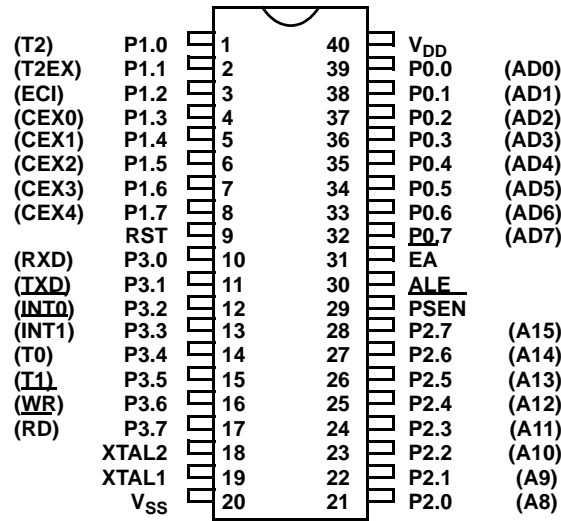 (T2) P1.0 1 40 VDD
(T2EX) P1.1 2 39 P0.0 (AD0)
(ECI) P1.2 3 38 P0.1 (AD1)
(CEX0) P1.3 4 37 P0.2 (AD2)
(CEX1) P1.4 5 36 P0.3 (AD3)
(CEX2) P1.5 6 35 P0.4 (AD4)
(CEX3) P1.6 7 34 P0.5 (AD5)
(CEX4) P1.7 8 33 P0.6 (AD6)
RST 9 32 P0.7 (AD7)
(RXD) P3.0 10 31 EA
(TXD) P3.1 11 30 ALE
(INT0) P3.2 12 29 PSEN
(INT1) P3.3 13 28 P2.7 (A15)
(T0) P3.4 14 27 P2.6 (A14)
(T1) P3.5 15 26 P2.5 (A13)
(WR) P3.6 16 25 P2.4 (A12)
(RD) P3.7 17 24 P2.3 (A11)
XTAL2 18 23 P2.2 (A10)
XTAL1 19 22 P2.1 (A9)
VSS 20 21 P2.0 (A8)